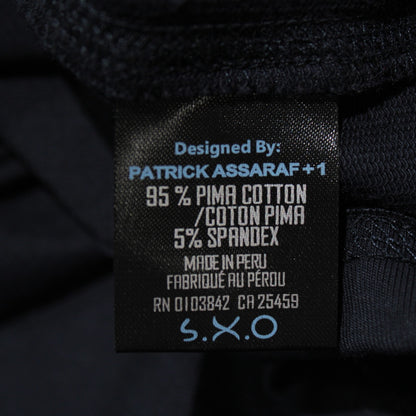 Designed By:
PATRICK ASSARAF +1
95 % PIMA COTTON
/COTON PIMA
5% SPANDEX
MADE IN PERU
FABRIQUÉ AU PÉROU
RN 0103842 CA 25459
S.X.O